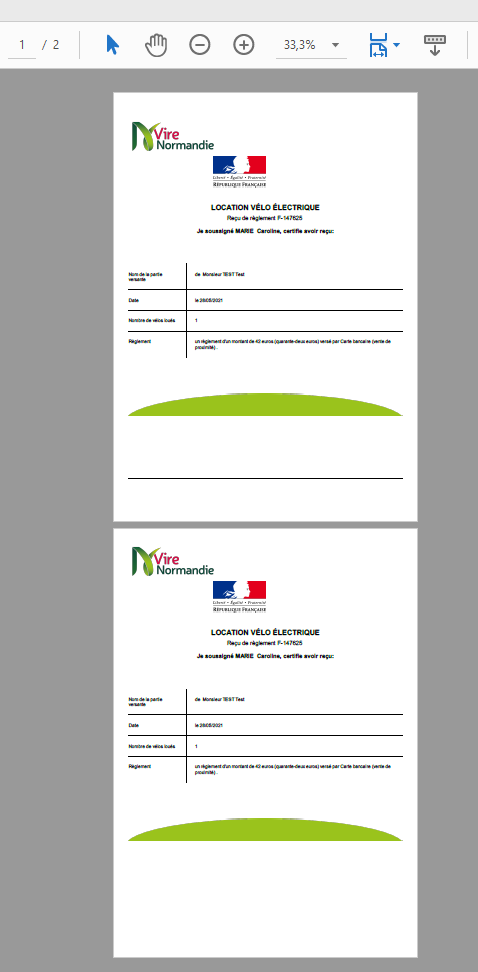 1 / 2 33,3%
Vire
Normandie
Liberté • Égalité • Fraternité
RÉPUBLIQUE FRANÇAISE
LOCATION VÉLO ÉLECTRIQUE
Reçu de règlement F-147625
Je soussigné MARIE Caroline, certifie avoir reçu:
Nom de la partie
versante
de Monsieur TEST Test
Date
le 28/05/2021
Nombre de vélos loués
1
Règlement
un règlement d'un montant de 42 euros (quarante-deux euros) versé par Carte bancaire (vente de
proximité).
Vire
Normandie
Liberté • Égalité • Fraternité
RÉPUBLIQUE FRANÇAISE
LOCATION VÉLO ÉLECTRIQUE
Reçu de règlement F-147625
Je soussigné MARIE Caroline, certifie avoir reçu:
Nom de la partie
versante
de Monsieur TEST Test
Date
le 28/05/2021
Nombre de vélos loués
1
Règlement
un règlement d'un montant de 42 euros (quarante-deux euros) versé par Carte bancaire (vente de
proximité).